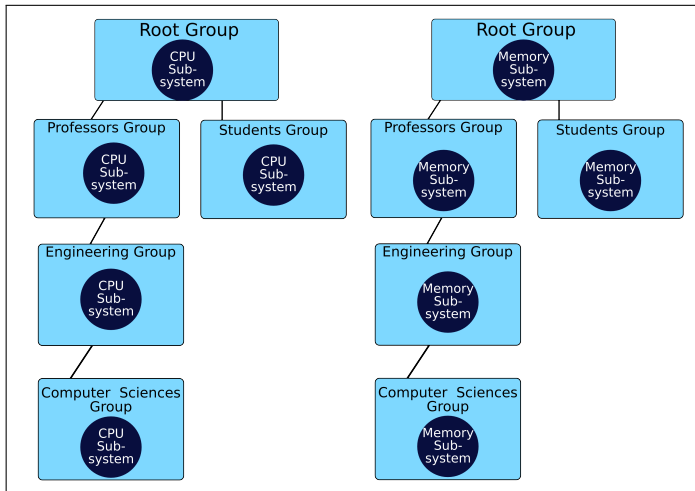 Root Group
CPU
Sub-
system
Professors Group
CPU
Sub-
system
Students Group
CPU
Sub-
system
Engineering Group
CPU
Sub-
system
Computer Sciences
Group
CPU
Sub-
system
Root Group
Memory
Sub-
system
Professors Group
Memory
Sub-
system
Students Group
Memory
Sub-
system
Engineering Group
Memory
Sub-
system
Computer Sciences
Group
Memory
Sub-
system